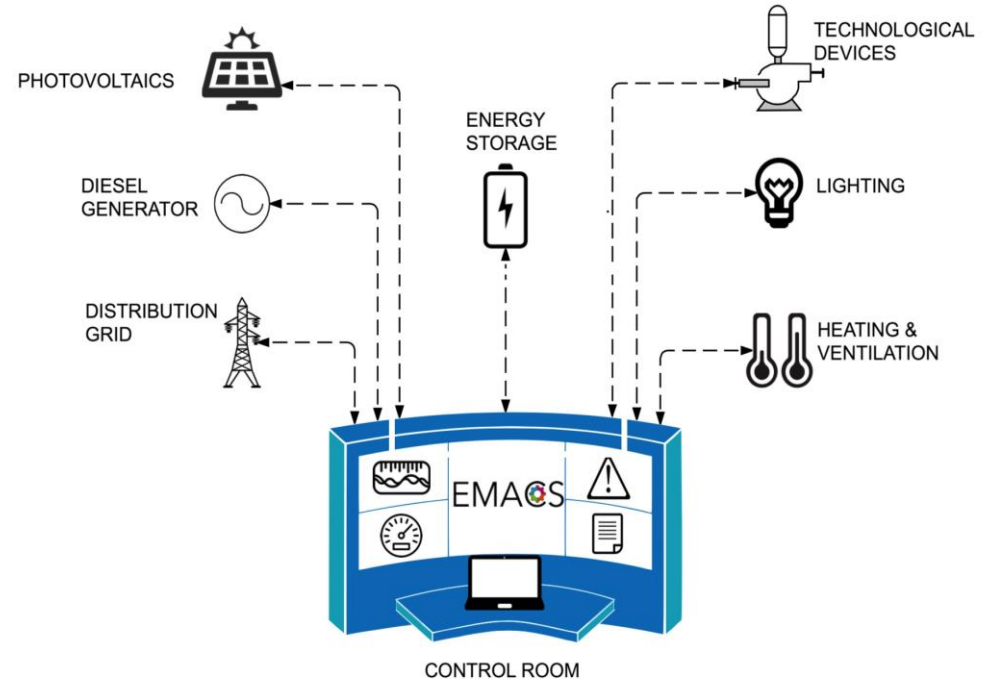 TECHNOLOGICAL
DEVICES
PHOTOVOLTAICS
ENERGY
STORAGE
DIESEL
GENERATOR
LIGHTING
DISTRIBUTION
GRID
HEATING &
VENTILATION
EMACS
CONTROL ROOM